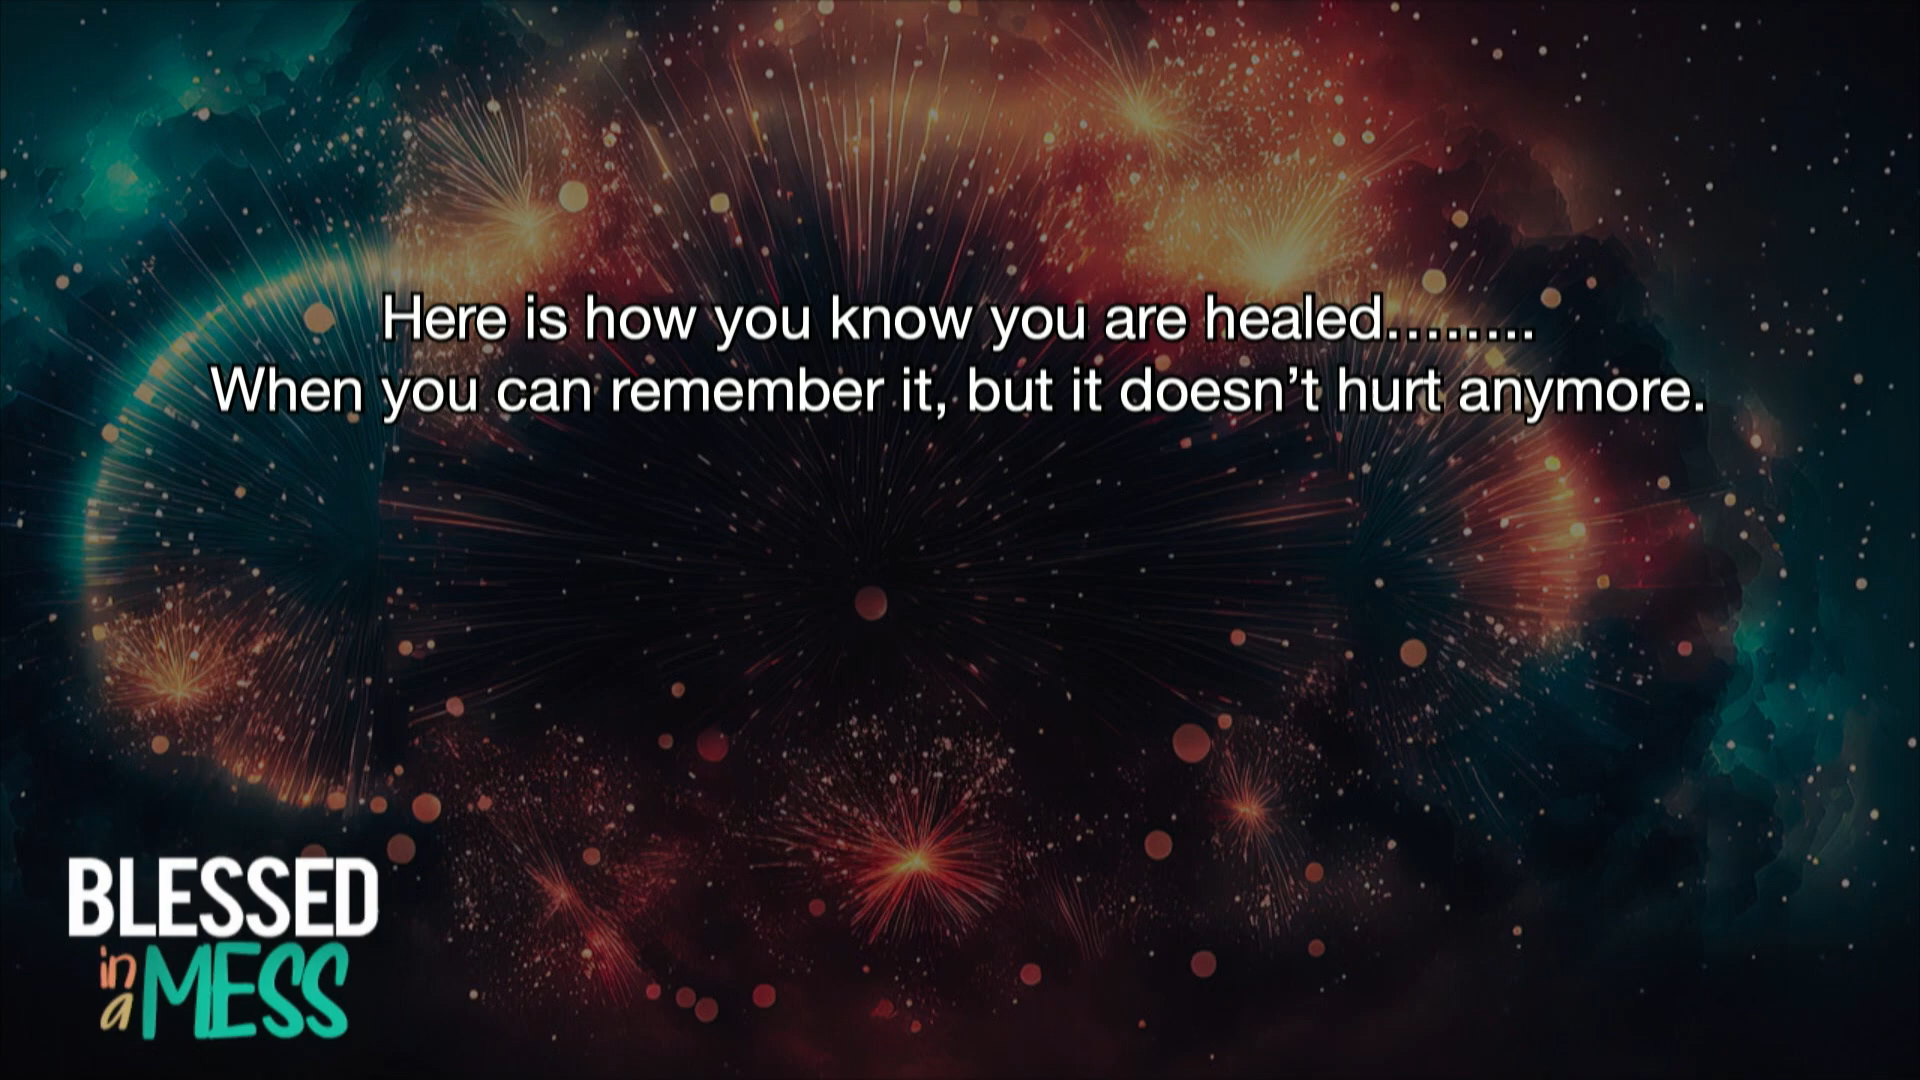 Here is how you know you are healed........
When you can remember it, but it doesn’t hurt anymore.
BLESSED
in a MESS